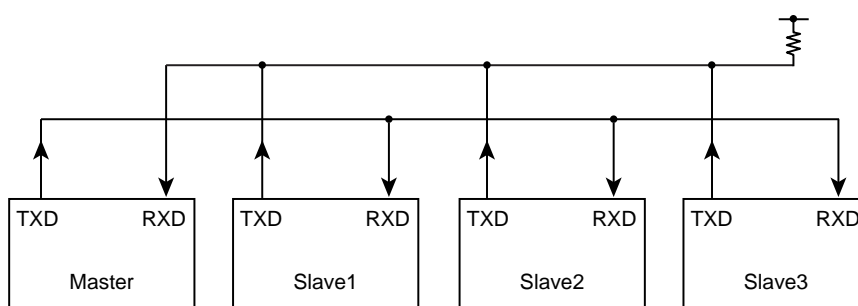 TXD RXD TXD RXD TXD RXD TXD RXD
Master Slave1 Slave2 Slave3